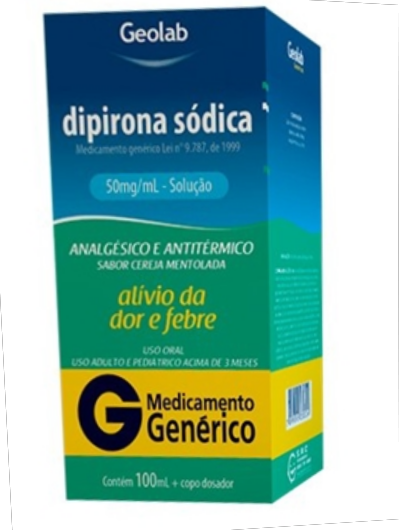 Geolab
dipirona sódica
Medicamento genérico Lei nº 9.787, de 1999
50mg/mL - Solução
ANALGÉSICO E ANTITÉRMICO
SABOR CEREJA MENTOLADA
alívio da
dor e febre
USO ORAL
USO ADULTO E PEDIÁTRICO ACIMA DE 3 MESES
G Medicamento
Genérico
Contém 100mL + copo dosador
Geolab